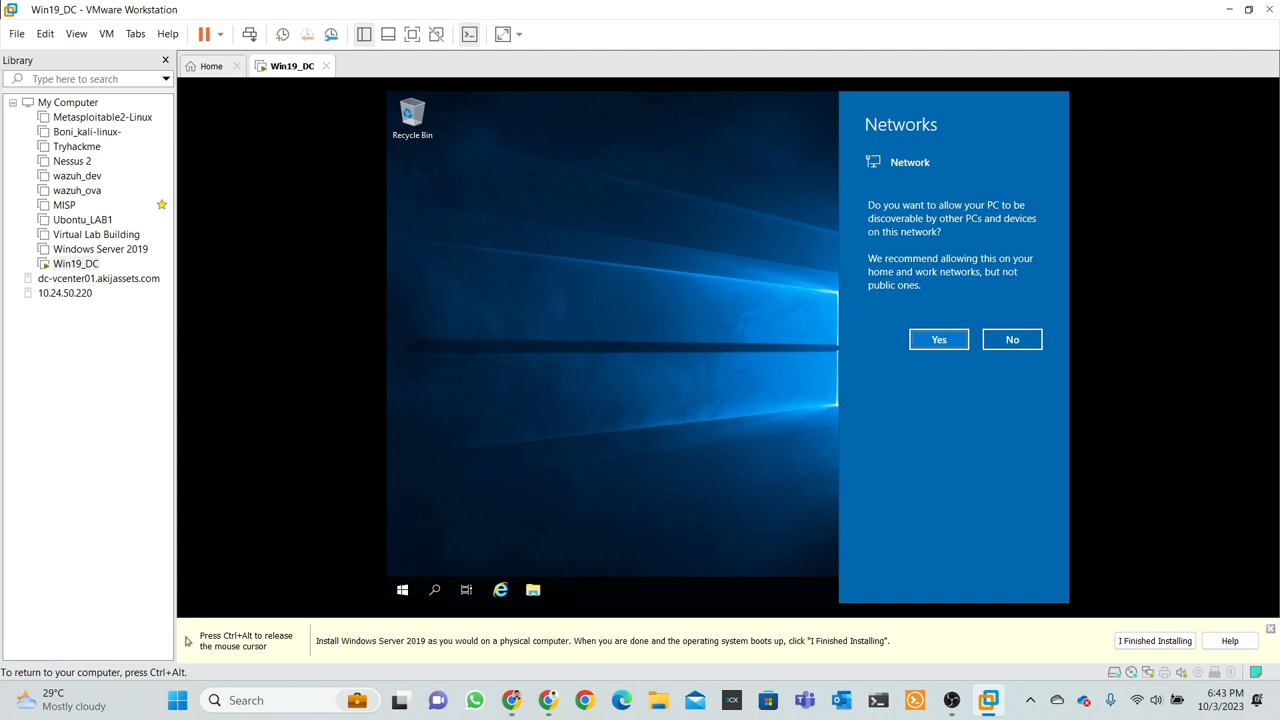 Win19_DC - VMware Workstation
File Edit View VM Tabs Help
Library
Type here to search
Home
Win19_DC
My Computer
Metasploitable2-Linux
Boni_kali-linux-
Tryhackme
Nessus 2
wazuh_dev
wazuh_ova
MISP
Ubontu_LAB1
Virtual Lab Building
Windows Server 2019
Win19_DC
dc-vcenter01.akijassets.com
10.24.50.220
Recycle Bin
Networks
Network
Do you want to allow your PC to be
discoverable by other PCs and devices
on this network?
We recommend allowing this on your
home and work networks, but not
public ones.
Yes No
Press Ctrl+Alt to release
the mouse cursor
Install Windows Server 2019 as you would on a physical computer. When you are done and the operating system boots up, click "I Finished Installing".
I Finished Installing Help
To return to your computer, press Ctrl+Alt.
29°C
Mostly cloudy
Search
6:43 PM
10/3/2023